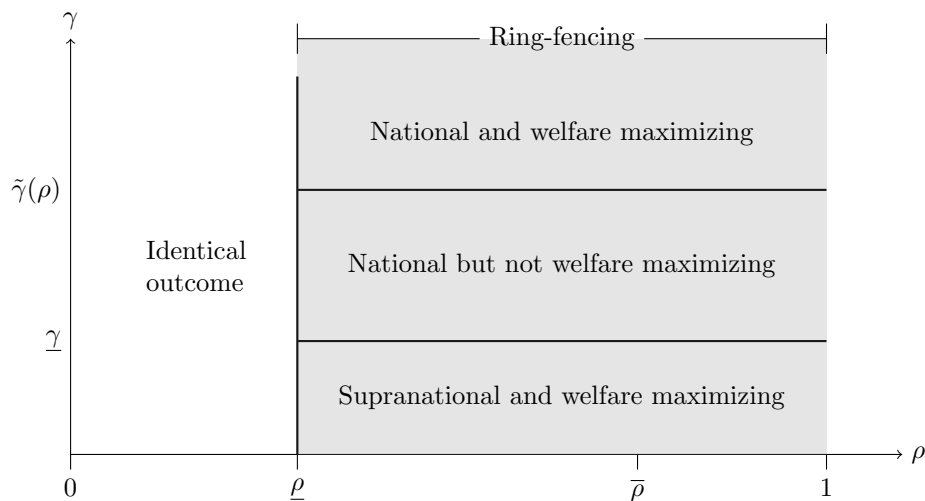 γ
Ring-fencing
National and welfare maximizing
γ̃(ρ)
Identical
outcome
National but not welfare maximizing
γ̲
Supranational and welfare maximizing
ρ
0
ρ̲
ρ̅
1